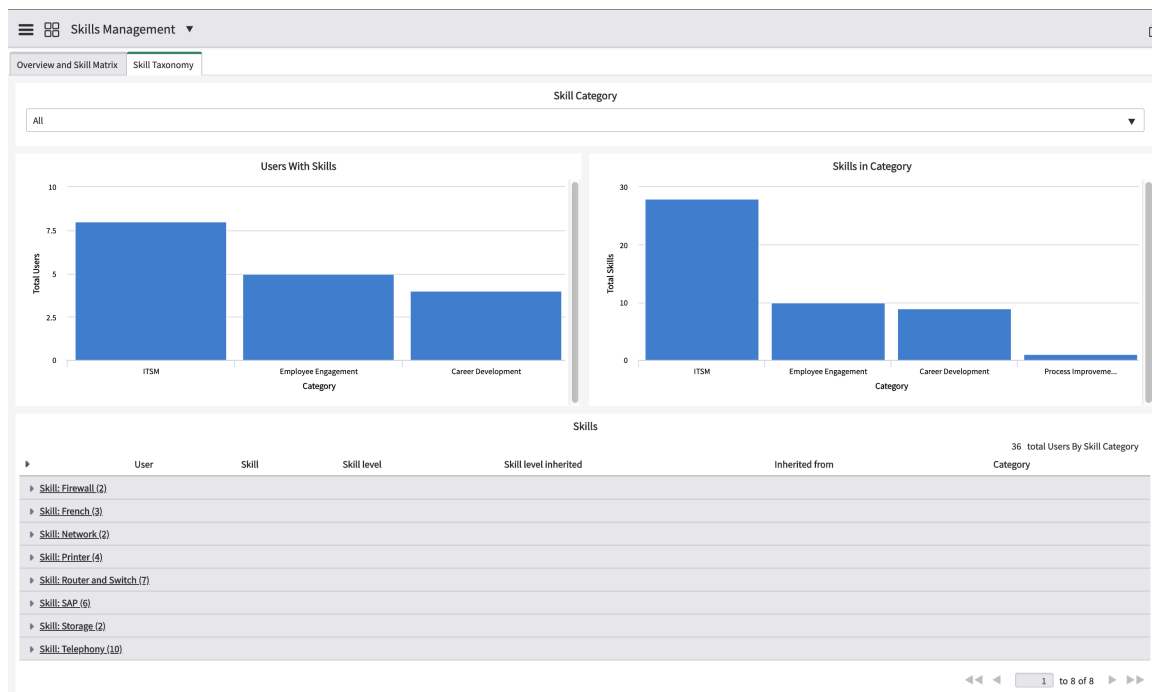 Skills Management ▼
Overview and Skill Matrix Skill Taxonomy
Skill Category
All ▼
Users With Skills
10
7.5
5
2.5
0
Total Users
ITSM Employee Engagement Career Development
Category
Skills in Category
30
20
10
0
Total Skills
ITSM Employee Engagement Career Development Process Improveme...
Category
Skills
36 total Users By Skill Category
User Skill Skill level Skill level inherited Inherited from Category
Skill: Firewall (2)
Skill: French (3)
Skill: Network (2)
Skill: Printer (4)
Skill: Router and Switch (7)
Skill: SAP (6)
Skill: Storage (2)
Skill: Telephony (10)
1 to 8 of 8